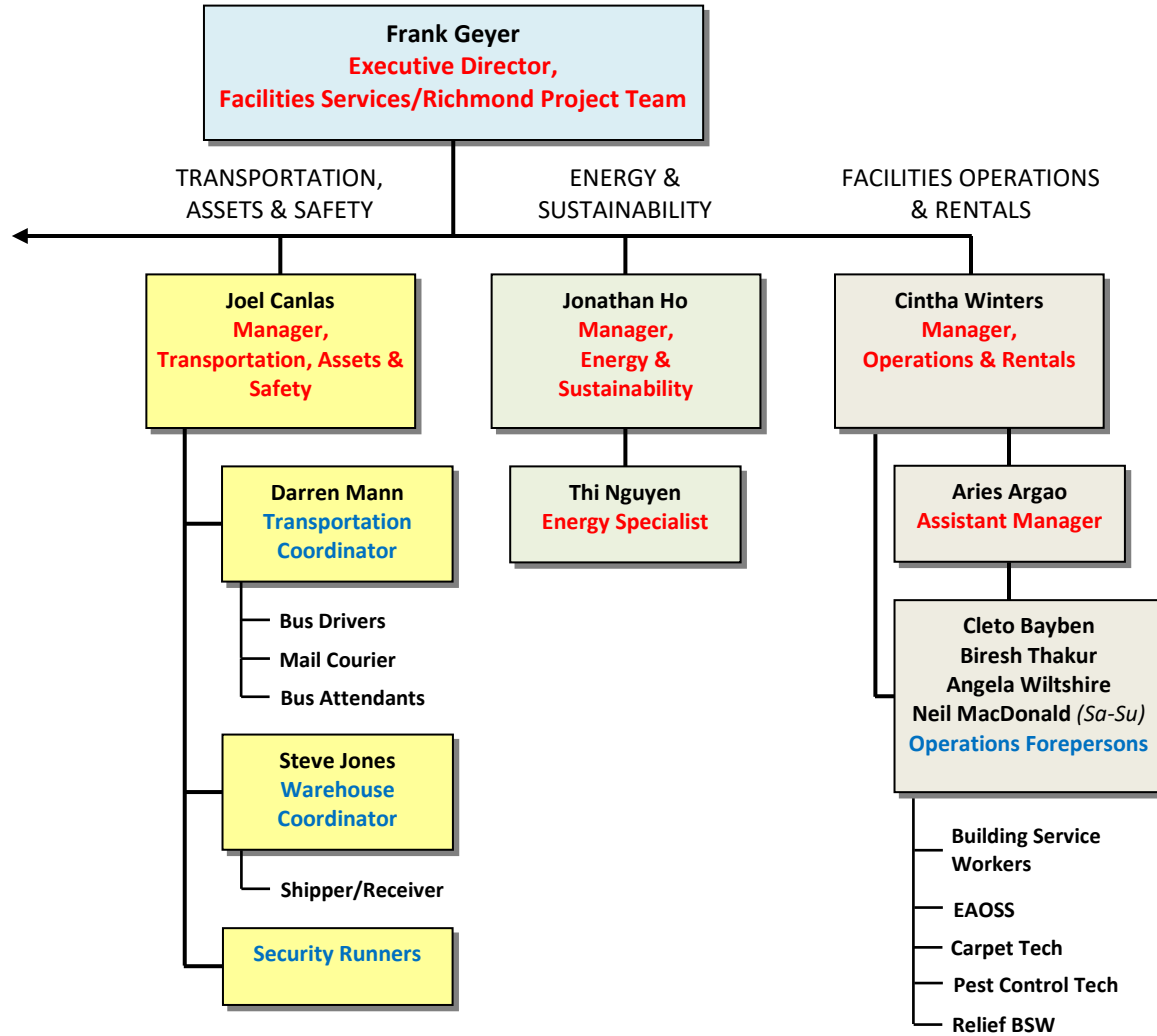 Frank Geyer
Executive Director,
Facilities Services/Richmond Project Team
TRANSPORTATION,
ASSETS & SAFETY
ENERGY &
SUSTAINABILITY
FACILITIES OPERATIONS
& RENTALS
Joel Canlas
Manager,
Transportation, Assets &
Safety
Jonathan Ho
Manager,
Energy &
Sustainability
Cintha Winters
Manager,
Operations & Rentals
Darren Mann
Transportation
Coordinator
Bus Drivers
Mail Courier
Bus Attendants
Steve Jones
Warehouse
Coordinator
Shipper/Receiver
Security Runners
Thi Nguyen
Energy Specialist
Aries Argao
Assistant Manager
Cleto Bayben
Biresh Thakur
Angela Wiltshire
Neil MacDonald (Sa-Su)
Operations Forepersons
Building Service
Workers
EAOSS
Carpet Tech
Pest Control Tech
Relief BSW